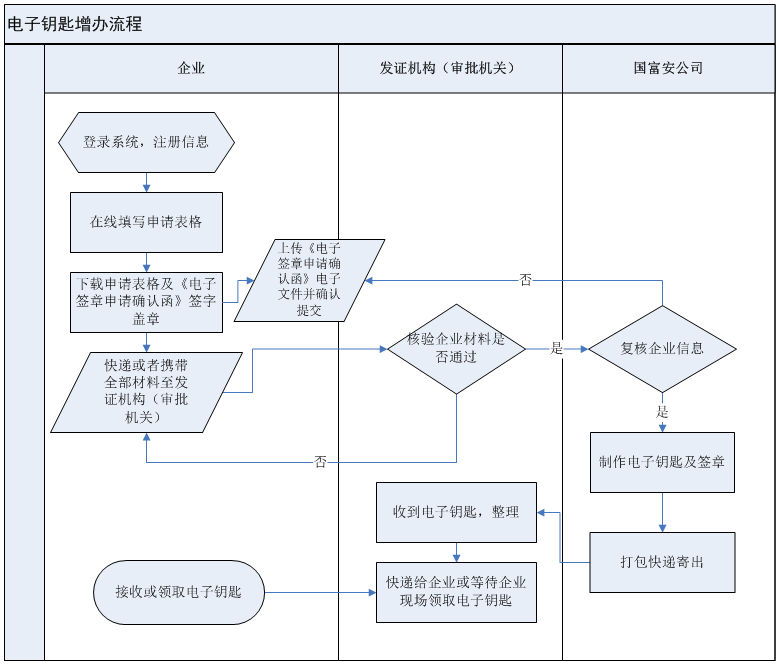 电子钥匙增办流程
企业
发证机构（审批机关）
国富安公司
登录系统，注册信息
在线填写申请表格
下载申请表格及《电子
签章申请确认函》签字
盖章
上传《电子
签章申请确
认函》电子
文件并确认
提交
否
快递或者携带
全部材料至发
证机构（审批
机关）
核验企业材料是
否通过
是
复核企业信息
是
否
制作电子钥匙及签章
收到电子钥匙，整理
打包快递寄出
接收或领取电子钥匙
快递给企业或等待企业
现场领取电子钥匙